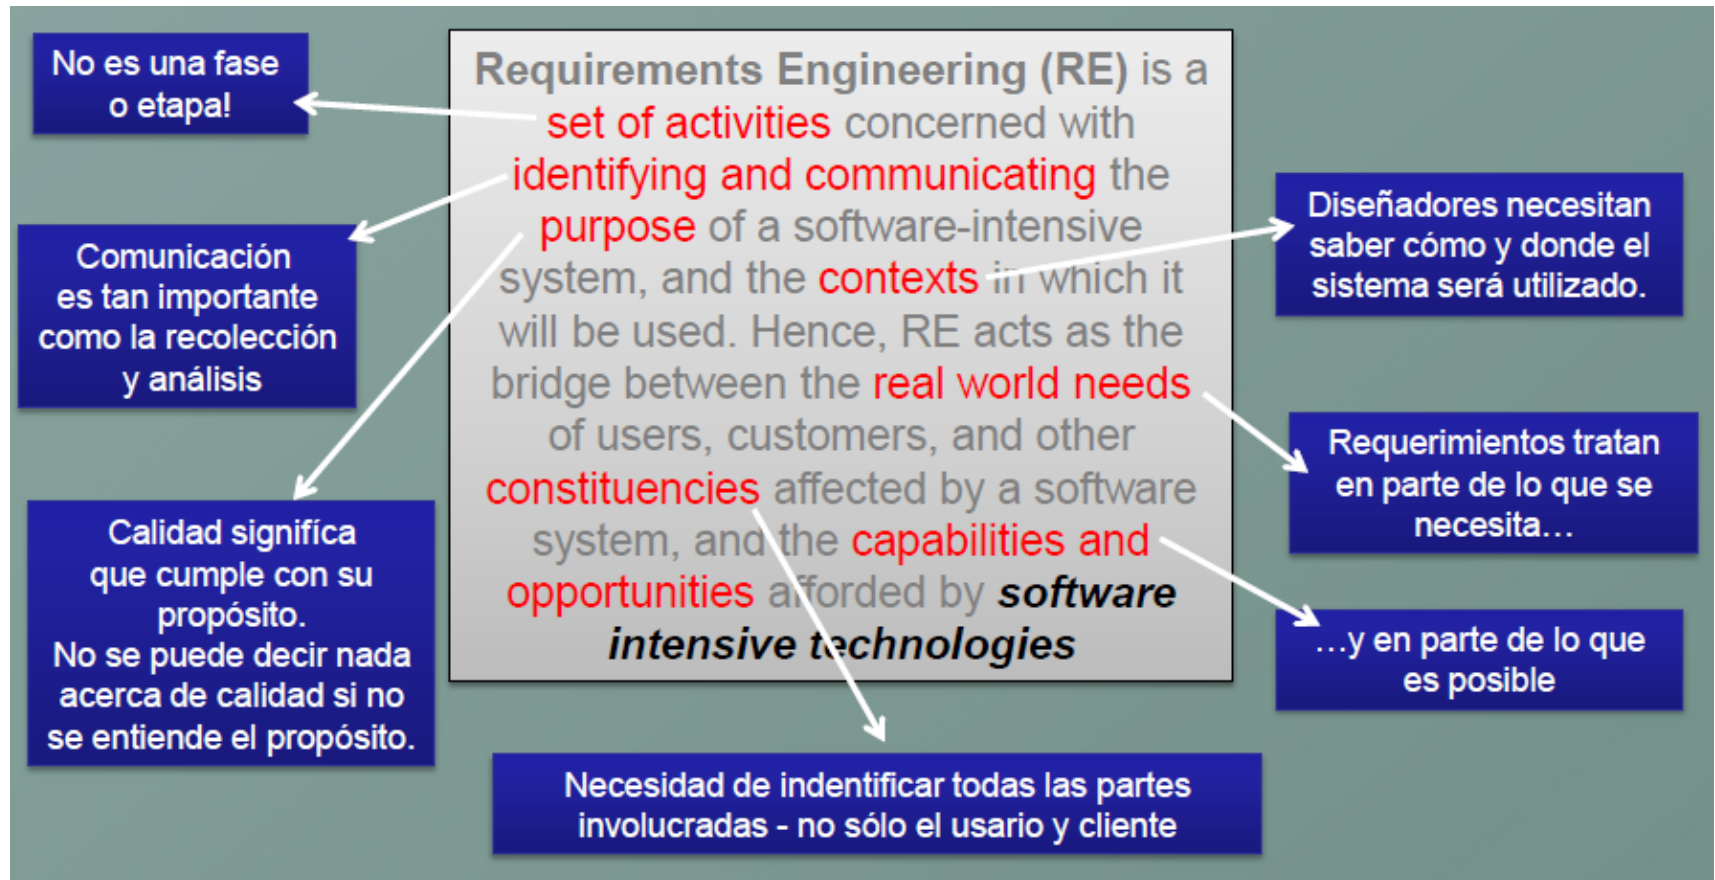 No es una fase
o etapa!
Comunicación
es tan importante
como la recolección
y análisis
Calidad signifíca
que cumple con su
propósito.
No se puede decir nada
acerca de calidad si no
se entiende el propósito.
Requirements Engineering (RE) is a
set of activities concerned with
identifying and communicating the
purpose of a software-intensive
system, and the contexts in which it
will be used. Hence, RE acts as the
bridge between the real world needs
of users, customers, and other
constituencies affected by a software
system, and the capabilities and
opportunities afforded by software
intensive technologies
Diseñadores necesitan
saber cómo y donde el
sistema será utilizado.
Requerimientos tratan
en parte de lo que se
necesita…
…y en parte de lo que
es posible
Necesidad de indentificar todas las partes
involucradas - no sólo el usario y cliente